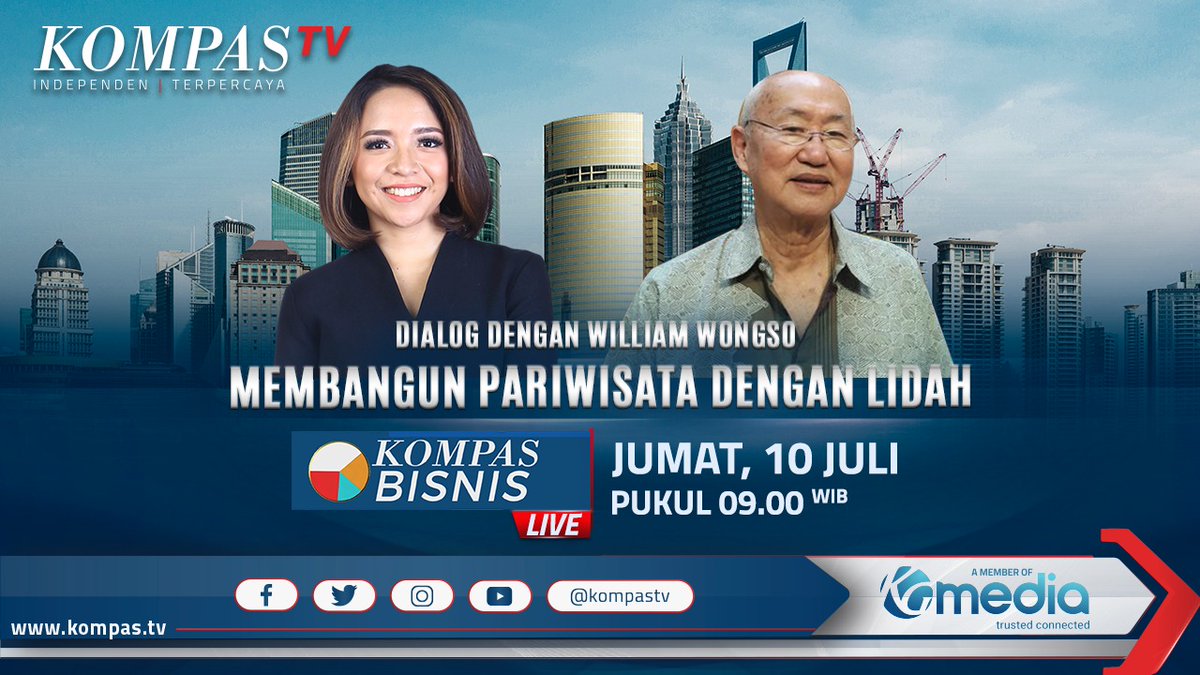 KOMPAS TV
INDEPENDEN | TERPERCAYA
DIALOG DENGAN WILLIAM WONGSO
MEMBANGUN PARIWISATA DENGAN LIDAH
KOMPAS
BISNIS
LIVE
JUMAT, 10 JULI
PUKUL 09.00 WIB
@kompastv
www.kompas.tv
A MEMBER OF
media
trusted connected